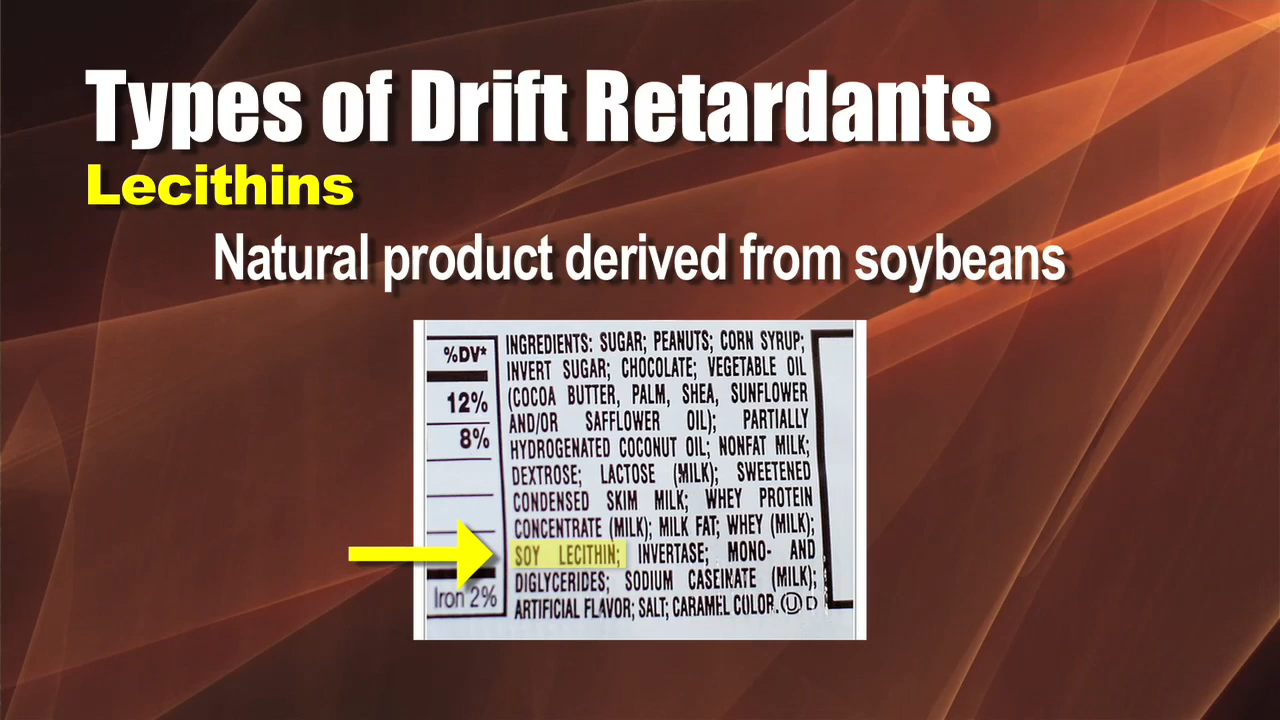 Types of Drift Retardants
Lecithins
Natural product derived from soybeans
%DV*
12%
8%
Iron 2%
INGREDIENTS: SUGAR; PEANUTS; CORN SYRUP;
INVERT SUGAR; CHOCOLATE; VEGETABLE OIL
(COCOA BUTTER, PALM, SHEA, SUNFLOWER
AND/OR SAFFLOWER OIL); PARTIALLY
HYDROGENATED COCONUT OIL; NONFAT MILK;
DEXTROSE; LACTOSE (MILK); SWEETENED
CONDENSED SKIM MILK; WHEY PROTEIN
CONCENTRATE (MILK); MILK FAT; WHEY (MILK);
SOY LECITHIN; INVERTASE; MONO- AND
DIGLYCERIDES; SODIUM CASEINATE (MILK);
ARTIFICIAL FLAVOR; SALT; CARAMEL COLOR. Ⓤ D